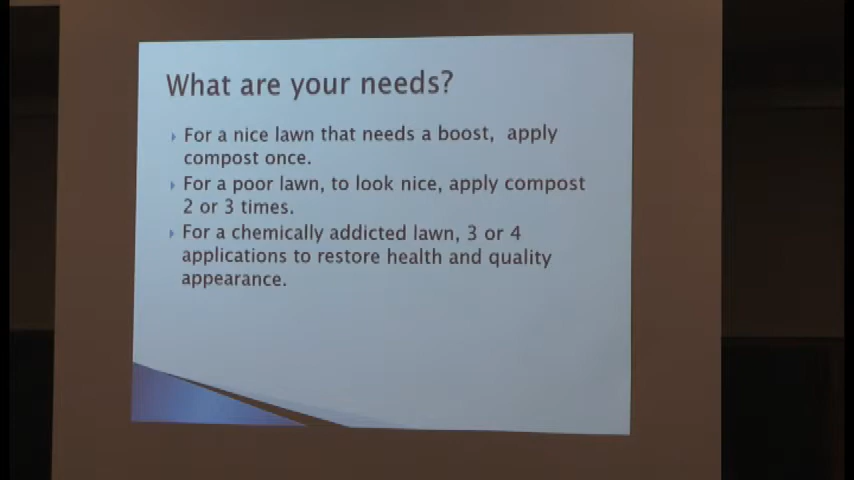 What are your needs?
For a nice lawn that needs a boost, apply
compost once.
For a poor lawn, to look nice, apply compost
2 or 3 times.
For a chemically addicted lawn, 3 or 4
applications to restore health and quality
appearance.